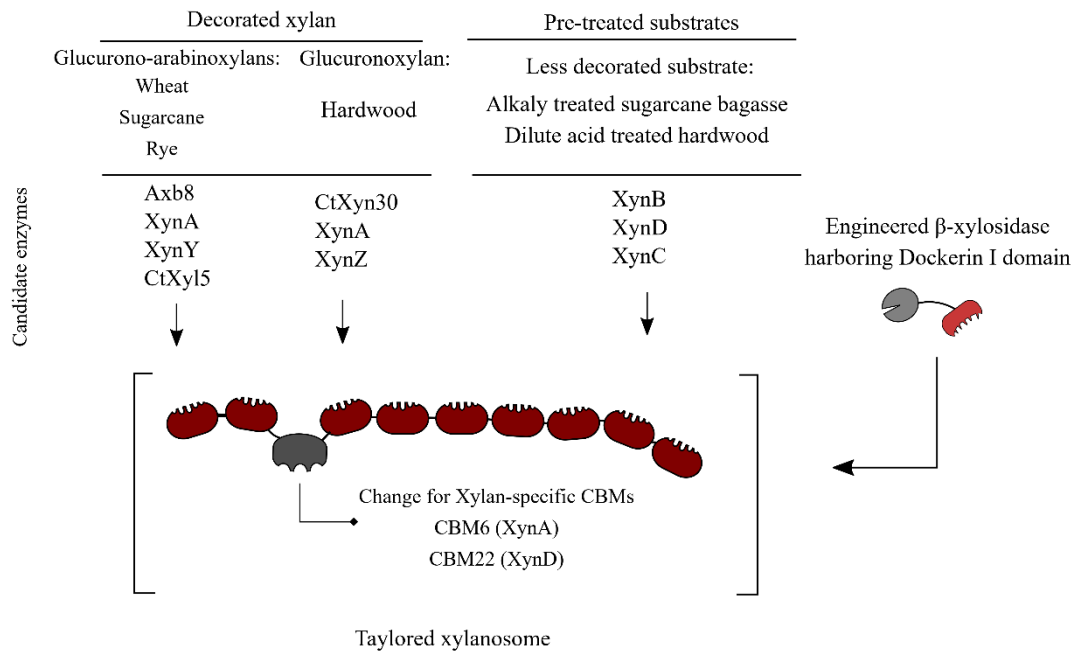 Decorated xylan
Glucurono-arabinoxylans:
Wheat
Sugarcane
Rye
Glucuronoxylan:
Hardwood
Pre-treated substrates
Less decorated substrate:
Alkaly treated sugarcane bagasse
Dilute acid treated hardwood
Candidate enzymes
Axb8
XynA
XynY
CtXyl5
CtXyn30
XynA
XynZ
XynB
XynD
XynC
Engineered β-xylosidase
harboring Dockerin I domain
Change for Xylan-specific CBMs
CBM6 (XynA)
CBM22 (XynD)
Taylored xylanosome